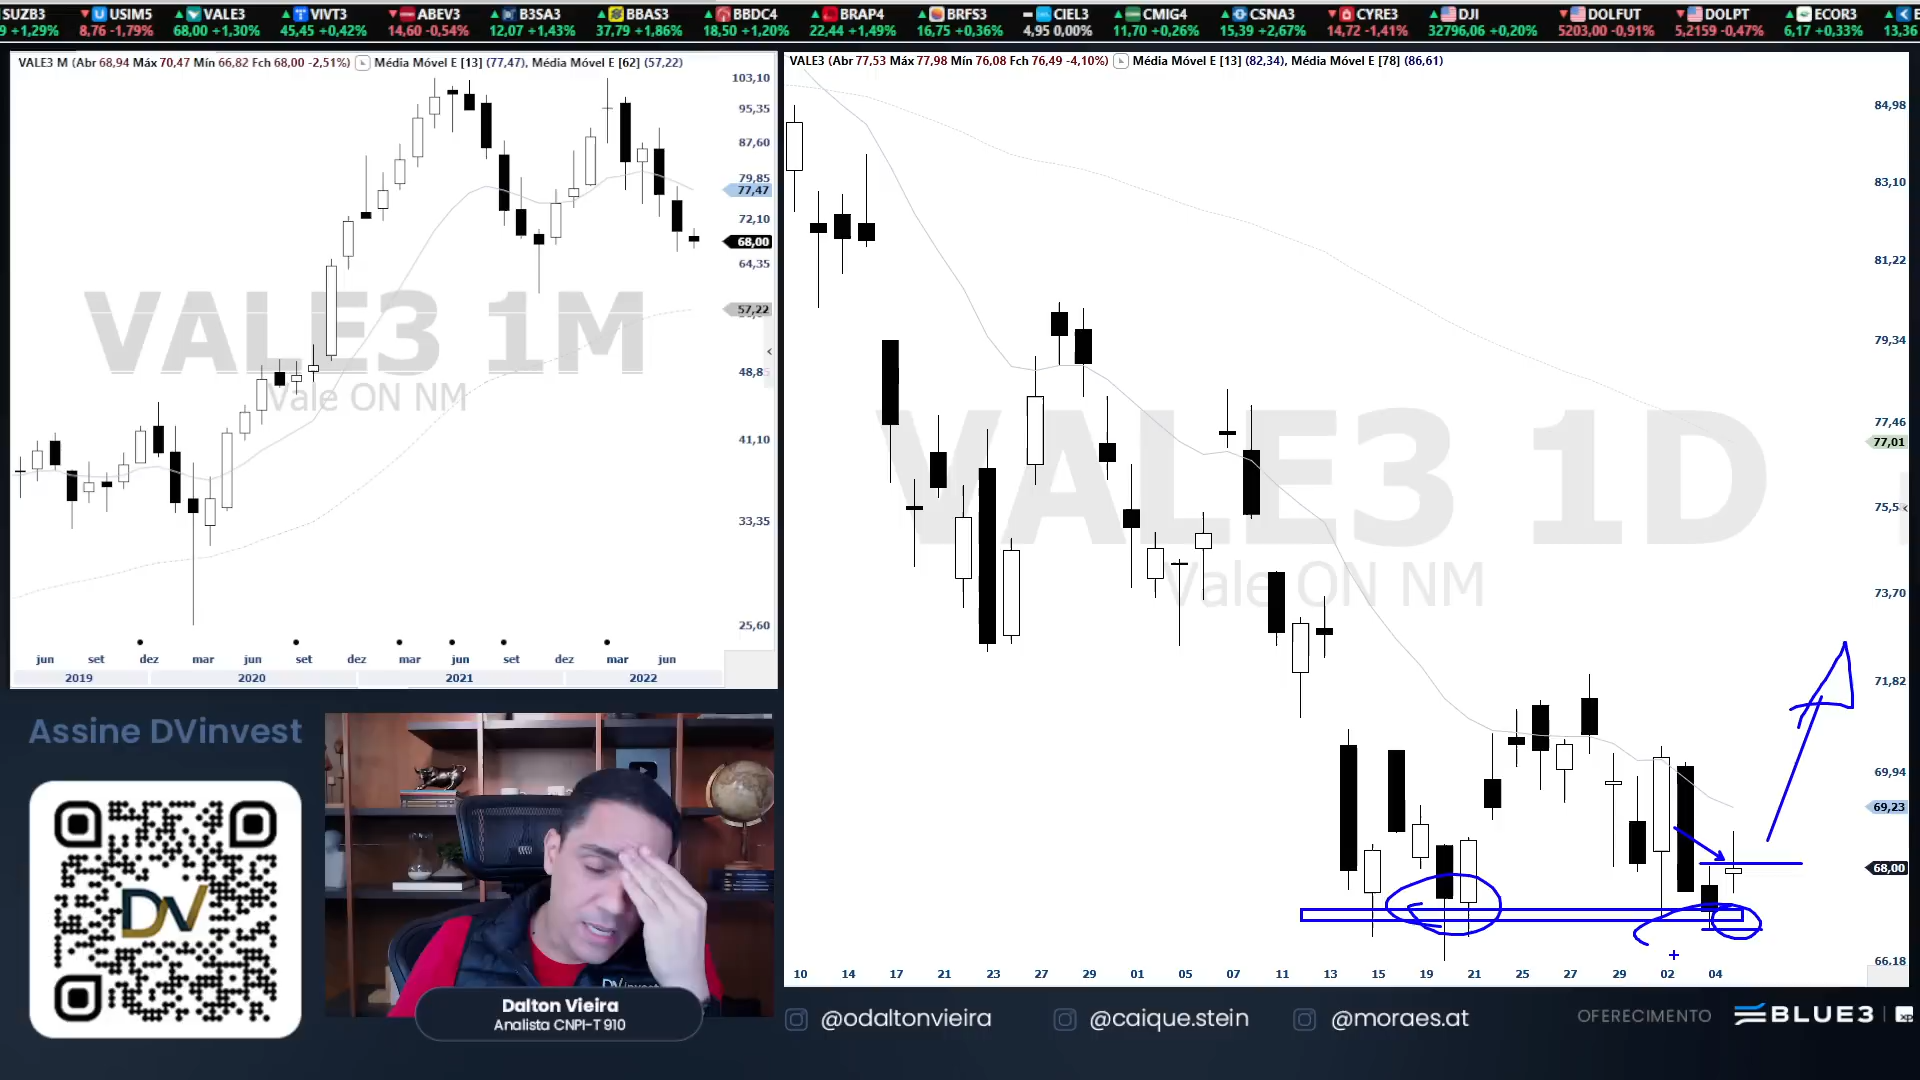 SUZB3 USIM5 VALE3 VIVT3 ABEV3 B3SA3 BBAS3 BBDC4 BRAP4 BRFS3 CIEL3 CMIG4 CSNA3 CYRE3 DJI DOLFUT DOLPT ECOR3
9 +1,29% 8,76 -1,79% 68,00 +1,30% 45,45 +0,42% 14,60 -0,54% 12,07 +1,43% 37,79 +1,86% 18,50 +1,20% 22,44 +1,49% 16,75 +0,36% 4,95 0,00% 11,70 +0,26% 15,39 +2,67% 14,72 -1,41% 32796,06 +0,20% 5203,00 -0,91% 5,2159 -0,47% 6,17 +0,33% 13,36
VALE3 M (Abr 68,94 Máx 70,47 Mín 66,82 Fch 68,00 -2,51%) Média Móvel E [13] (77,47), Média Móvel E [62] (57,22)
103,10
95,35
87,60
79,85
77,47
72,10
68,00
64,35
57,22
48,85
41,10
33,35
25,60
VALE3 1M
Vale ON NM
jun set dez mar jun set dez mar jun set dez mar jun
2019 2020 2021 2022
VALE3 (Abr 77,53 Máx 77,98 Mín 76,08 Fch 76,49 -4,10%) Média Móvel E [13] (82,34), Média Móvel E [78] (86,61)
84,98
83,10
81,22
79,34
77,46
77,01
75,5
73,70
71,82
69,94
69,23
68,00
66,18
VALE3 1D
Vale ON NM
10 14 17 21 23 27 29 01 05 07 11 13 15 19 21 25 27 29 02 04
Assine DVinvest
DV
DVinvest
Dalton Vieira
Analista CNPI-T 910
@odaltonvieira @caique.stein @moraes.at
OFERECIMENTO BLUE3 xp